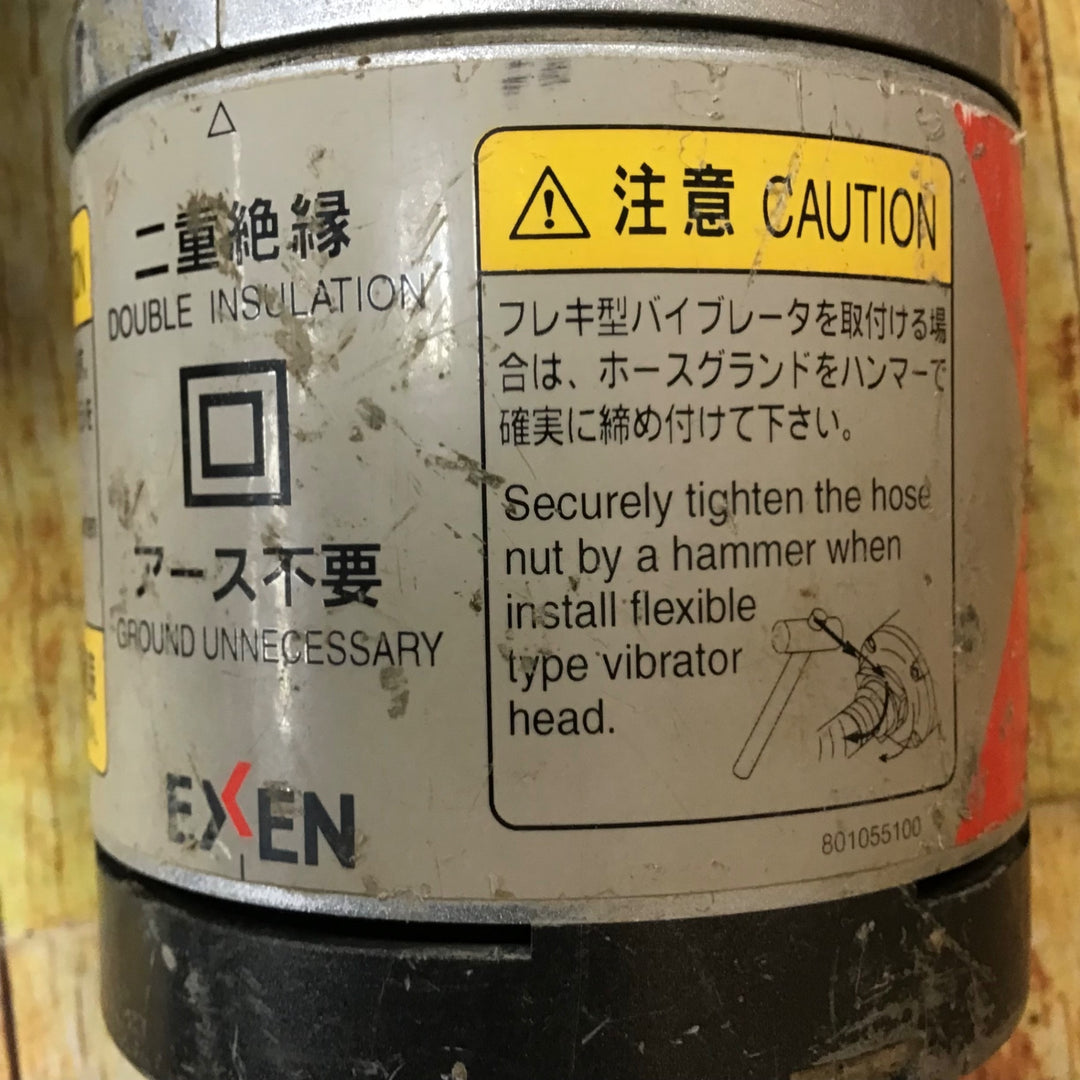 二重絶縁
DOUBLE INSULATION
アース不要
GROUND UNNECESSARY
EXEN
注意 CAUTION
フレキ型バイブレータを取付ける場
合は、ホースグランドをハンマーで
確実に締め付けて下さい。
Securely tighten the hose
nut by a hammer when
install flexible
type vibrator
head.
801055100